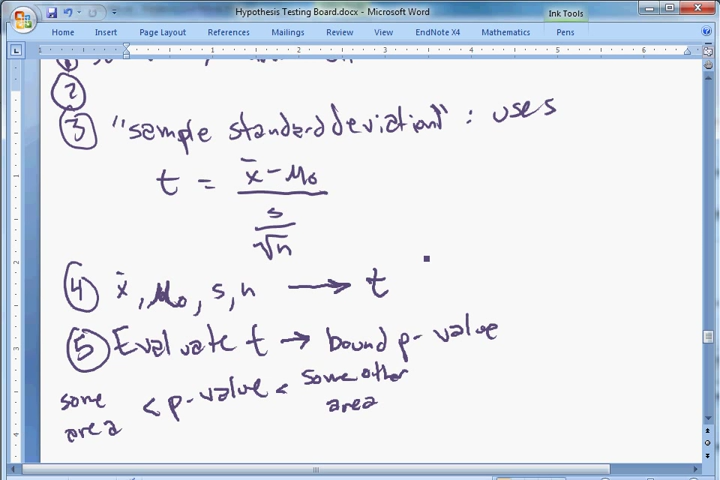 Hypothesis Testing Board.docx - Microsoft Word
Ink Tools
Home Insert Page Layout References Mailings Review View EndNote X4 Mathematics Pens
②
③ "sample standard deviation" : uses
t = x̄ - μ₀
s
√n
④ x̄, μ₀, s, n ⟶ t
⑤ Evaluate t → bound p-value
some area < p-value < some other area